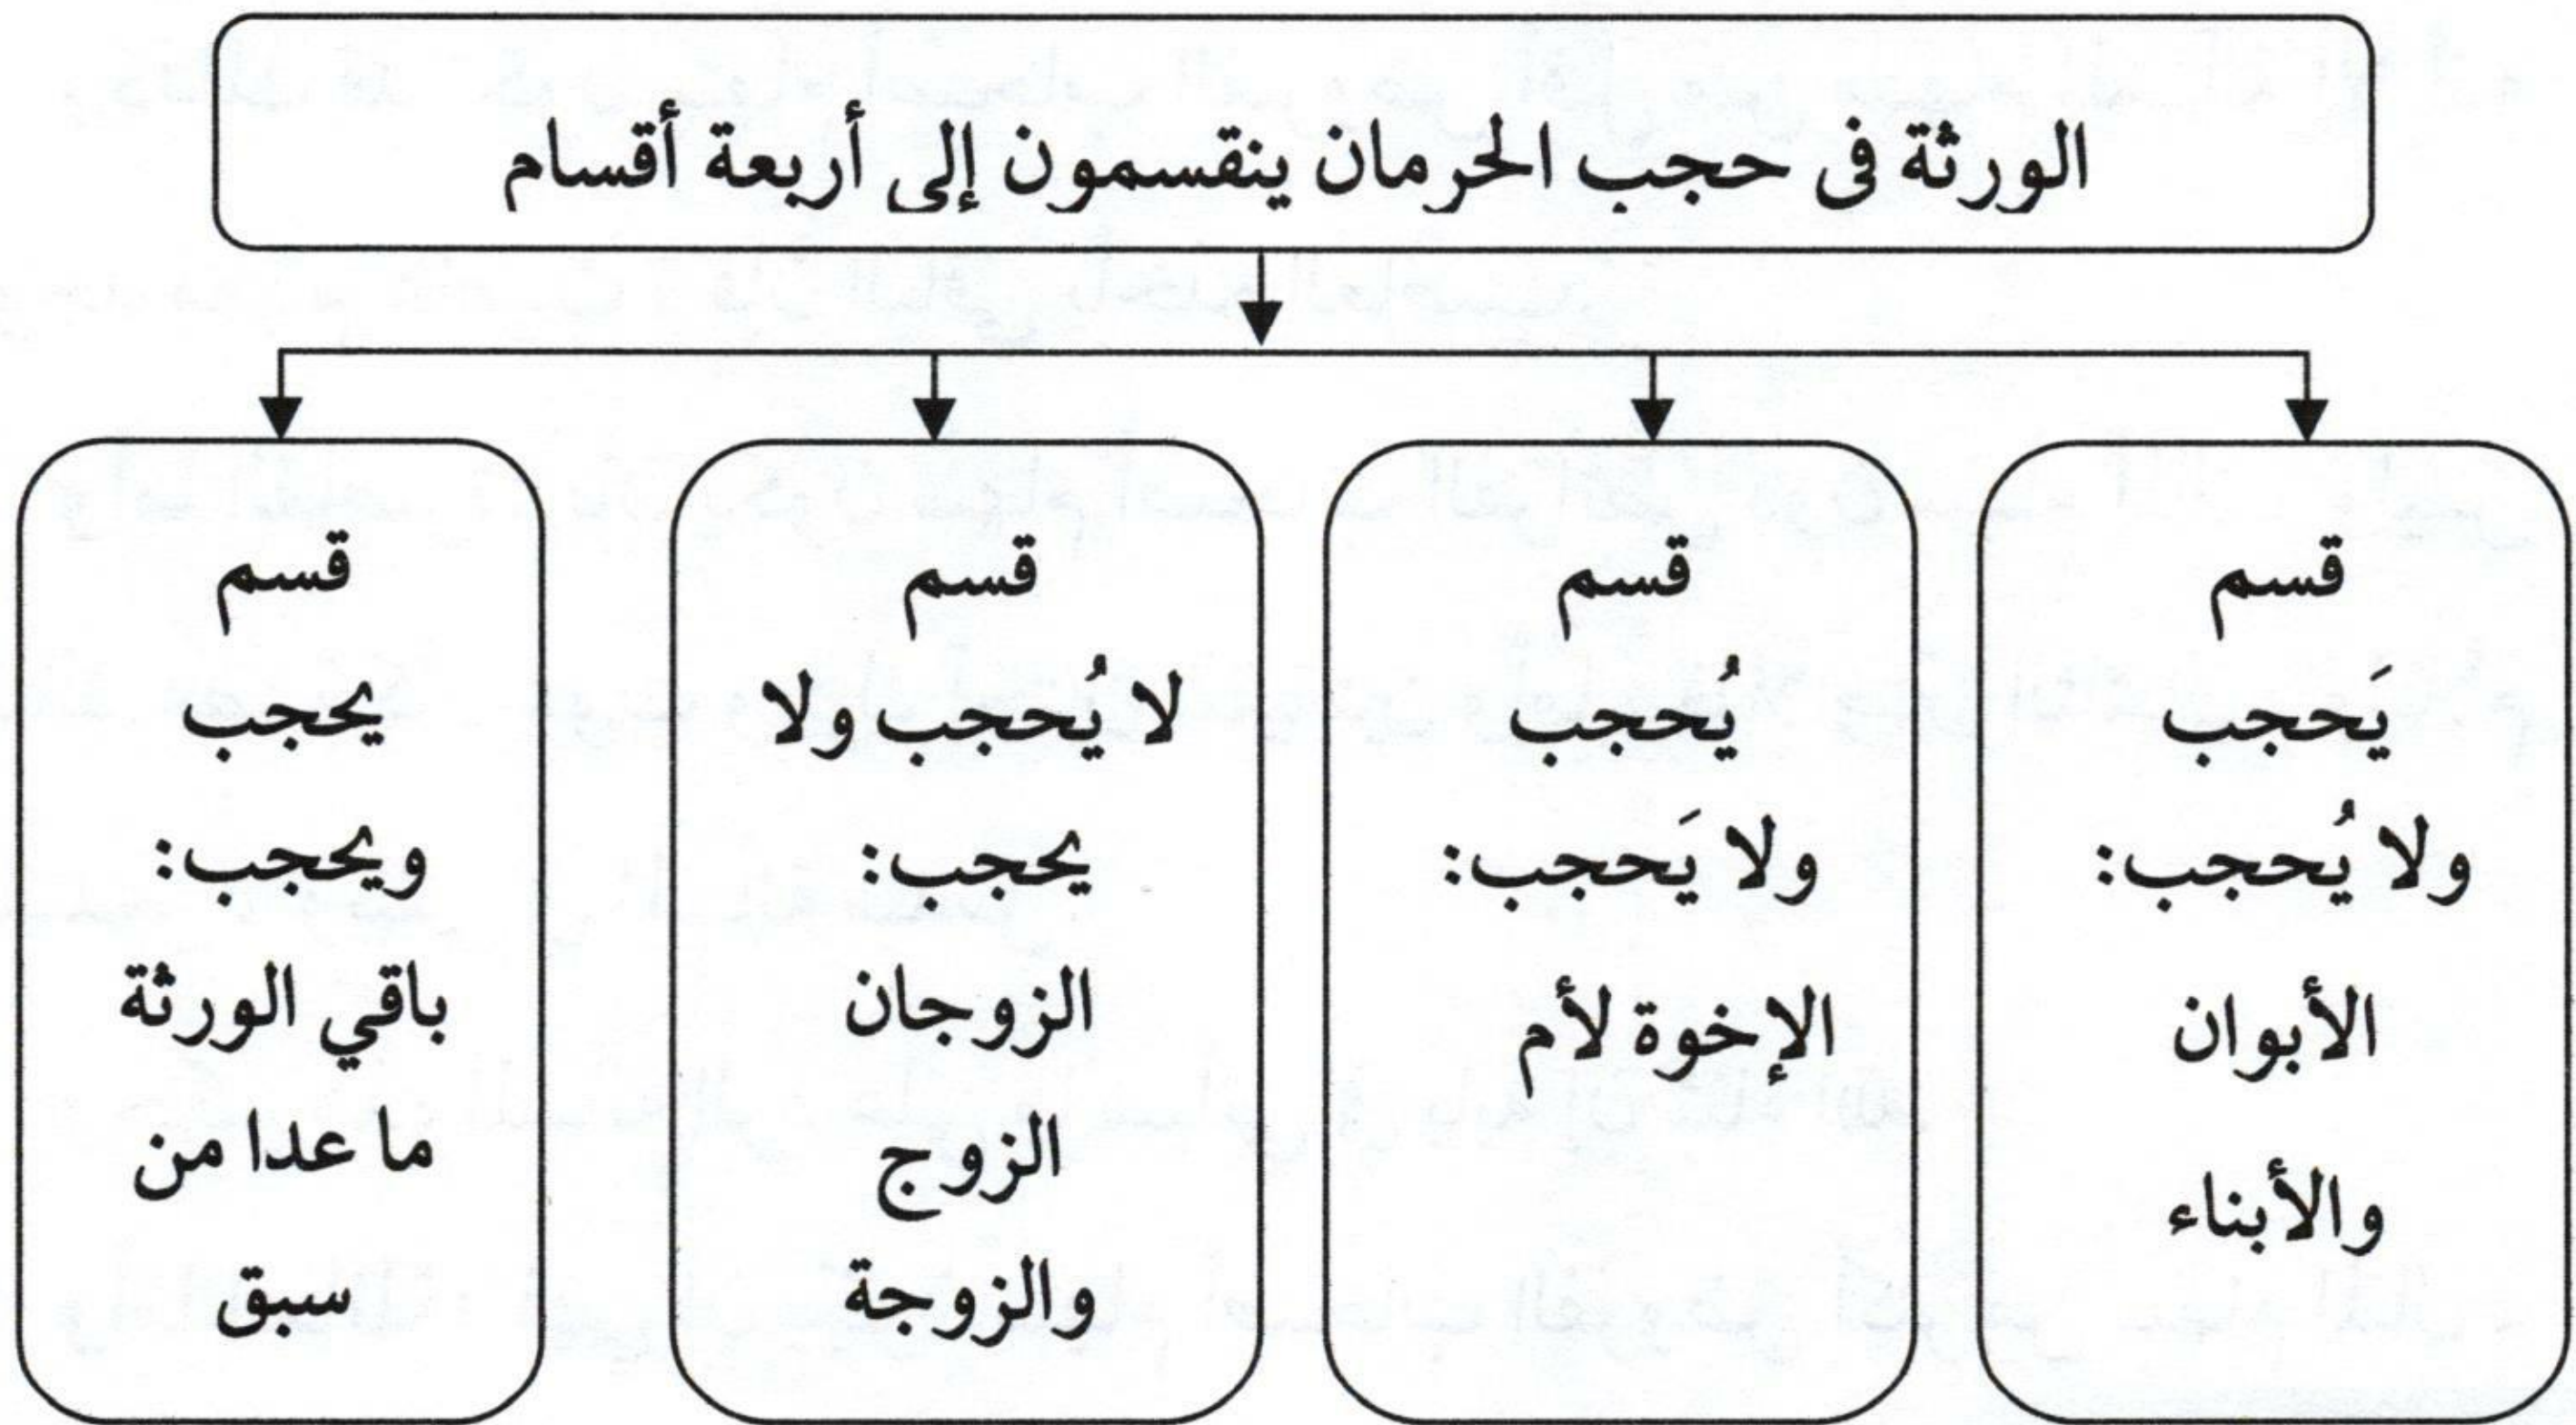 الورثة فى حجب الحرمان ينقسمون إلى أربعة أقسام
قسم
يَحجب
ولا يُحجب:
الأبوان
والأبناء
قسم
يُحجب
ولا يَحجب:
الإخوة لأم
قسم
لا يُحجب ولا
يحجب:
الزوجان
الزوج
والزوجة
قسم
يحجب
ويحجب:
باقي الورثة
ما عدا من
سبق